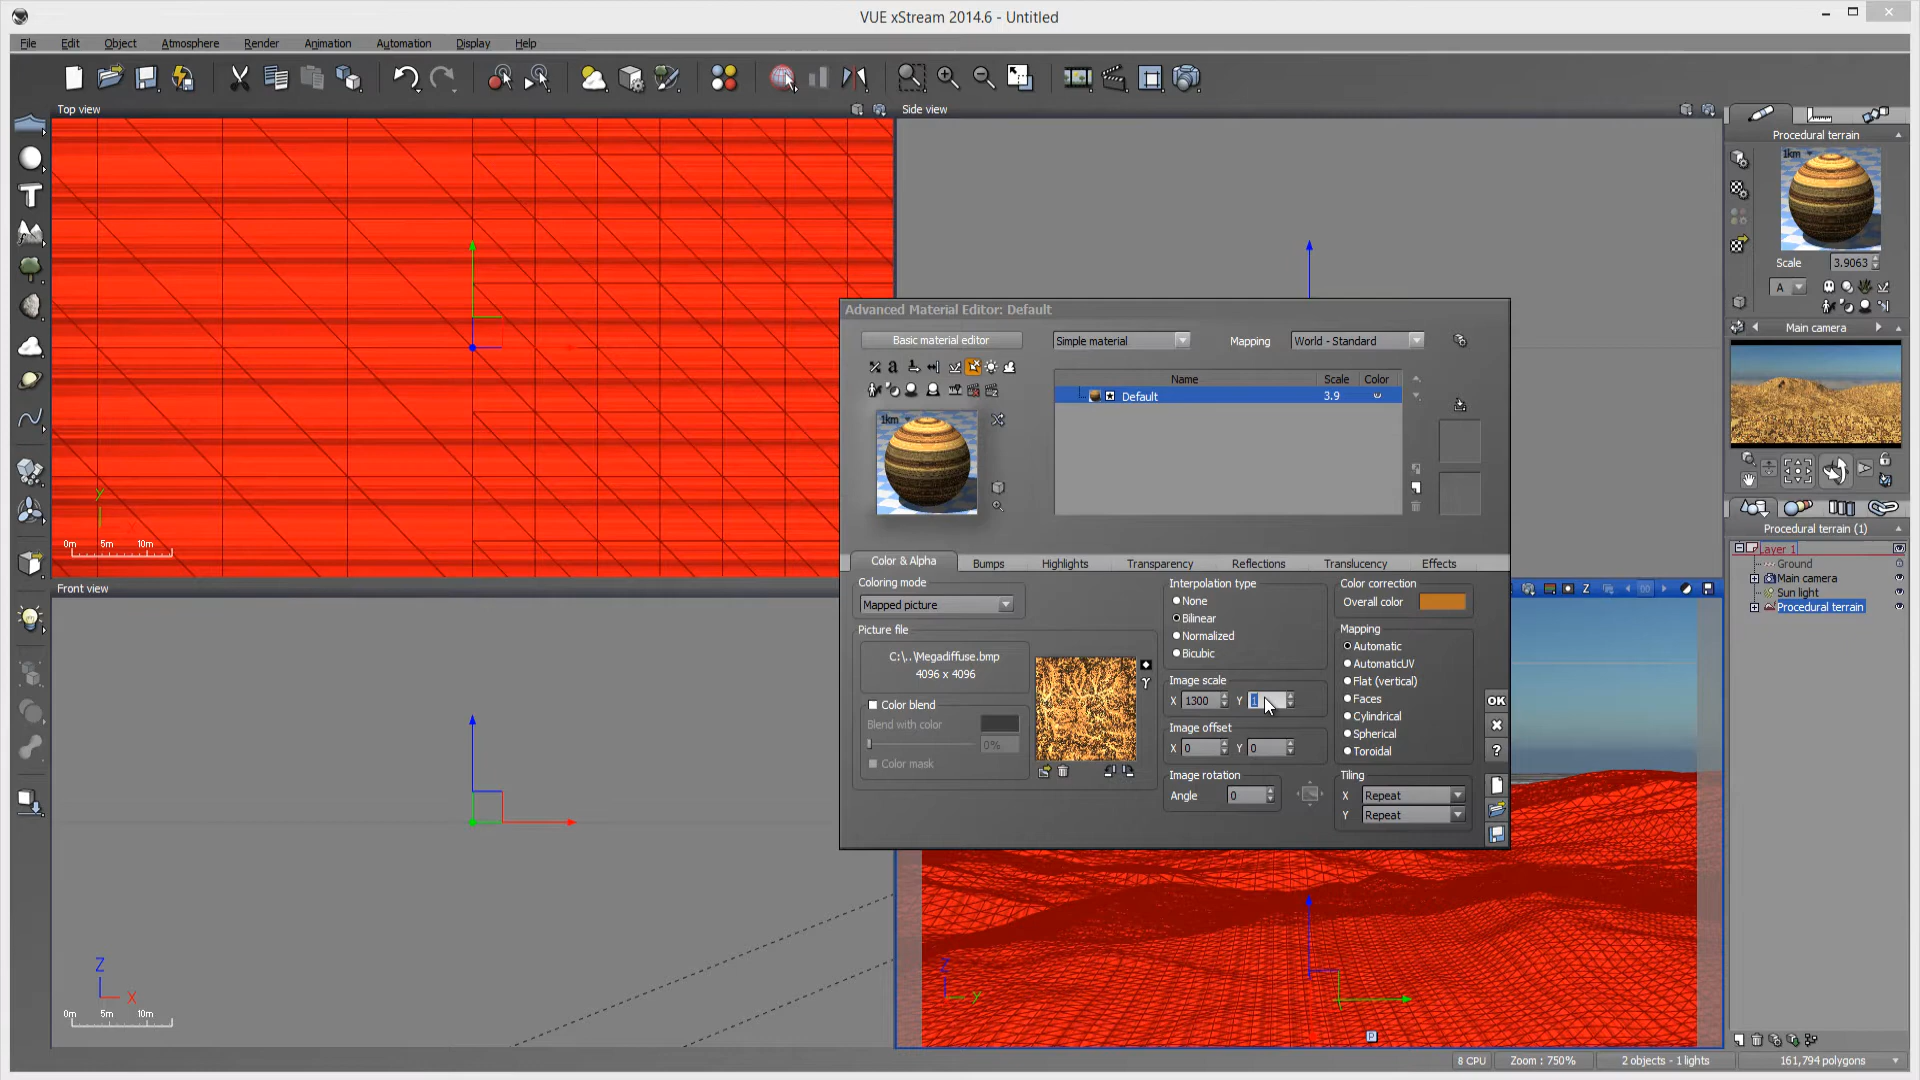 VUE xStream 2014.6 - Untitled
File Edit Object Atmosphere Render Animation Automation Display Help
Top view
Side view
Procedural terrain
1km
Scale 3.9063
A
Main camera
Advanced Material Editor: Default
Basic material editor
Simple material
Mapping
World - Standard
Name Scale Color
Default 3.9
1km
Y
0m 5m 10m
Procedural terrain (1)
Layer 1
Ground
Main camera
Sun light
Procedural terrain
Front view
Color & Alpha Bumps Highlights Transparency Reflections Translucency Effects
Coloring mode
Mapped picture
Picture file
C:\..\Megadiffuse.bmp
4096 x 4096
Color blend
Blend with color
0%
Color mask
Interpolation type
None
Bilinear
Normalized
Bicubic
Image scale
X 1300 Y 1
Image offset
X 0 Y 0
Image rotation
Angle 0
Color correction
Overall color
Mapping
Automatic
AutomaticUV
Flat (vertical)
Faces
Cylindrical
Spherical
Toroidal
Tiling
X Repeat
Y Repeat
OK
?
Z
X
0m 5m 10m
Z
Y
P
8 CPU Zoom : 750% 2 objects - 1 lights 161,794 polygons